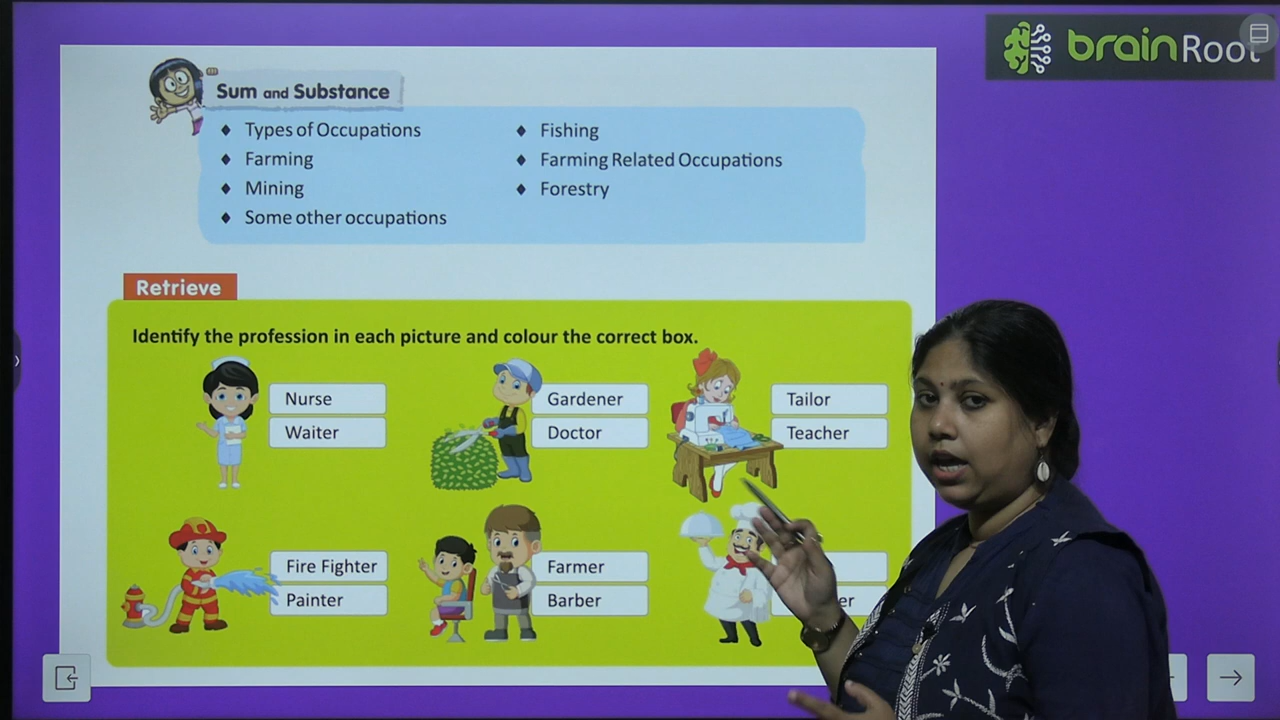 brainRoot
Sum and Substance
Types of Occupations
Farming
Mining
Some other occupations
Fishing
Farming Related Occupations
Forestry
Retrieve
Identify the profession in each picture and colour the correct box.
Nurse
Waiter
Gardener
Doctor
Tailor
Teacher
Fire Fighter
Painter
Farmer
Barber